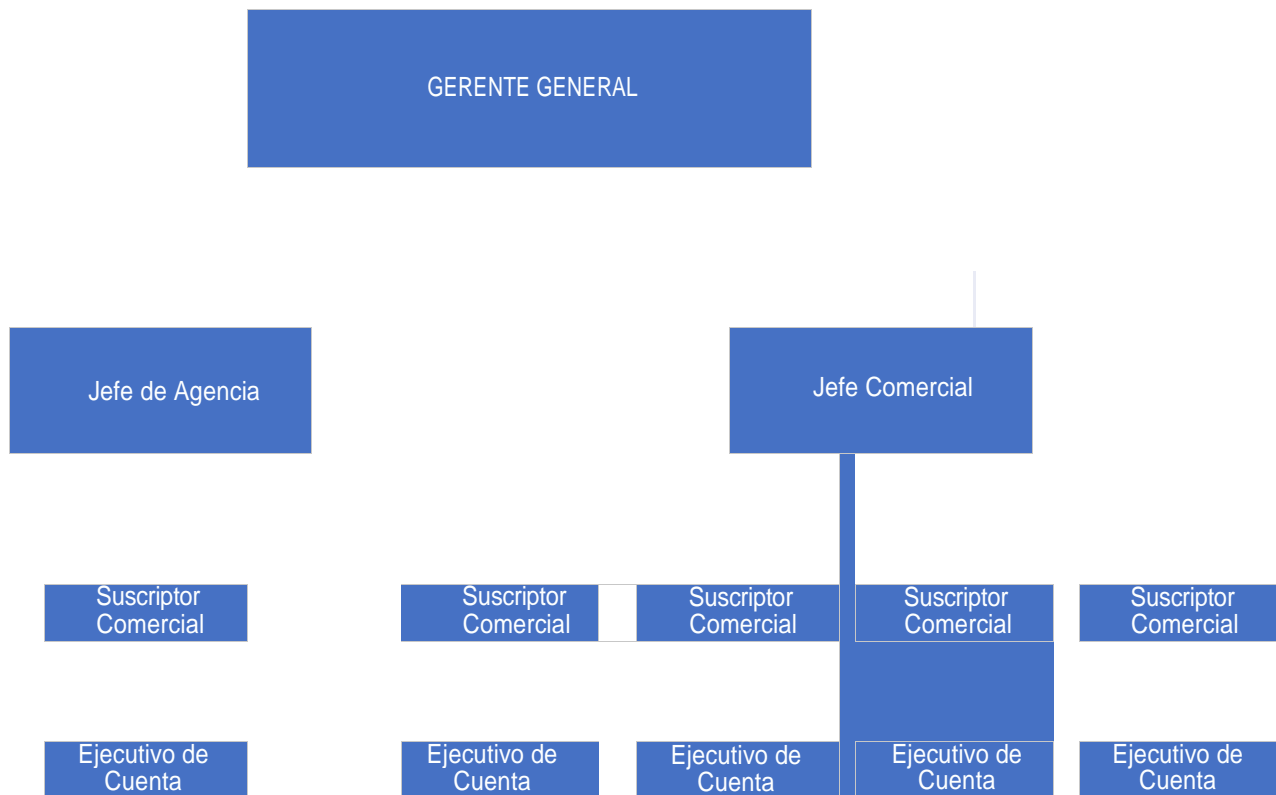 GERENTE GENERAL
Jefe de Agencia
Jefe Comercial
Suscriptor
Comercial
Suscriptor
Comercial
Suscriptor
Comercial
Suscriptor
Comercial
Suscriptor
Comercial
Ejecutivo de
Cuenta
Ejecutivo de
Cuenta
Ejecutivo de
Cuenta
Ejecutivo de
Cuenta
Ejecutivo de
Cuenta